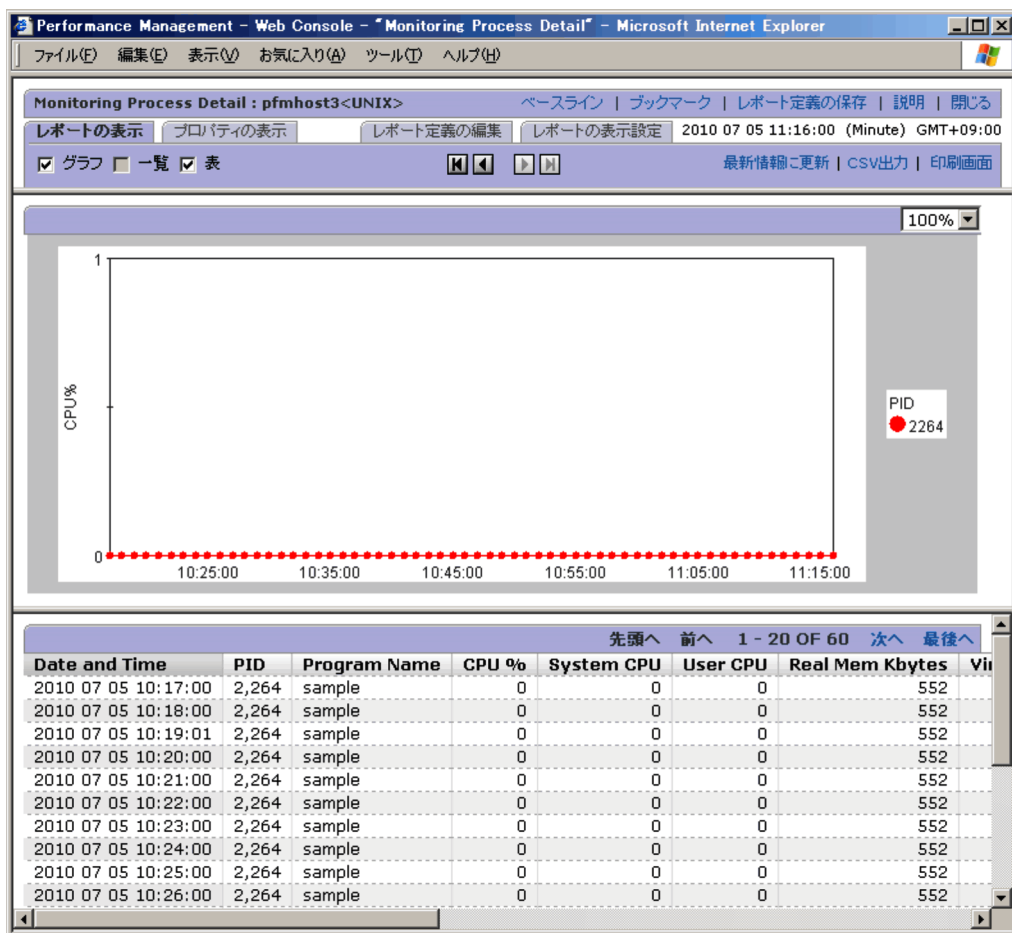 Performance Management - Web Console - "Monitoring Process Detail" - Microsoft Internet Explorer
ファイル(F) 編集(E) 表示(V) お気に入り(A) ツール(T) ヘルプ(H)
Monitoring Process Detail : pfmhost3<UNIX> ベースライン | ブックマーク | レポート定義の保存 | 説明 | 閉じる
レポートの表示 プロパティの表示 レポート定義の編集 レポートの表示設定 2010 07 05 11:16:00 (Minute) GMT+09:00
グラフ 一覧 表 最新情報に更新 | CSV出力 | 印刷画面
100%
1
CPU%
0
10:25:00 10:35:00 10:45:00 10:55:00 11:05:00 11:15:00
PID
2264
先頭へ 前へ 1 - 20 OF 60 次へ 最後へ
Date and Time PID Program Name CPU % System CPU User CPU Real Mem Kbytes Vir
2010 07 05 10:17:00 2,264 sample 0 0 0 552
2010 07 05 10:18:00 2,264 sample 0 0 0 552
2010 07 05 10:19:01 2,264 sample 0 0 0 552
2010 07 05 10:20:00 2,264 sample 0 0 0 552
2010 07 05 10:21:00 2,264 sample 0 0 0 552
2010 07 05 10:22:00 2,264 sample 0 0 0 552
2010 07 05 10:23:00 2,264 sample 0 0 0 552
2010 07 05 10:24:00 2,264 sample 0 0 0 552
2010 07 05 10:25:00 2,264 sample 0 0 0 552
2010 07 05 10:26:00 2,264 sample 0 0 0 552